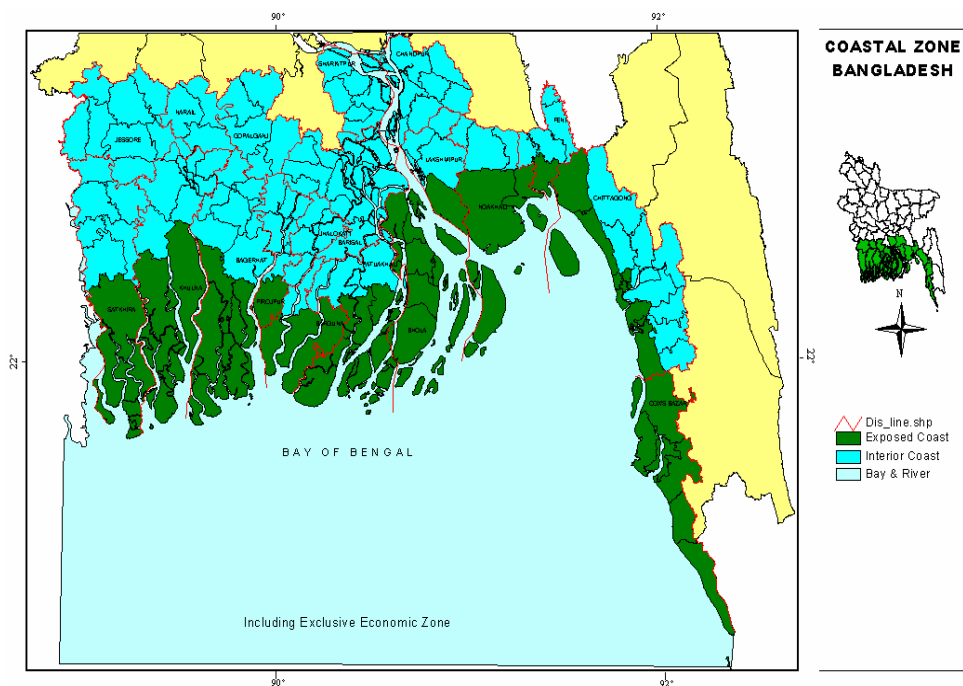 90°
92°
COASTAL ZONE
BANGLADESH
CHANDPUR
SHARIATPUR
NARAIL
JESSORE
GOPALGANJ
FENI
LAKSHMIPUR
CHITTAGONG
NOAKHALI
JHALOKATI
BARISAL
BAGERHAT
PATUAKHALI
KHULNA
PIROJPUR
SATKHIRA
BARGUNA
BHOLA
N
22°
22°
COX'S BAZAR
Dis_line.shp
Exposed Coast
BAY OF BENGAL
Interior Coast
Bay & River
Including Exclusive Economic Zone
90°
92°